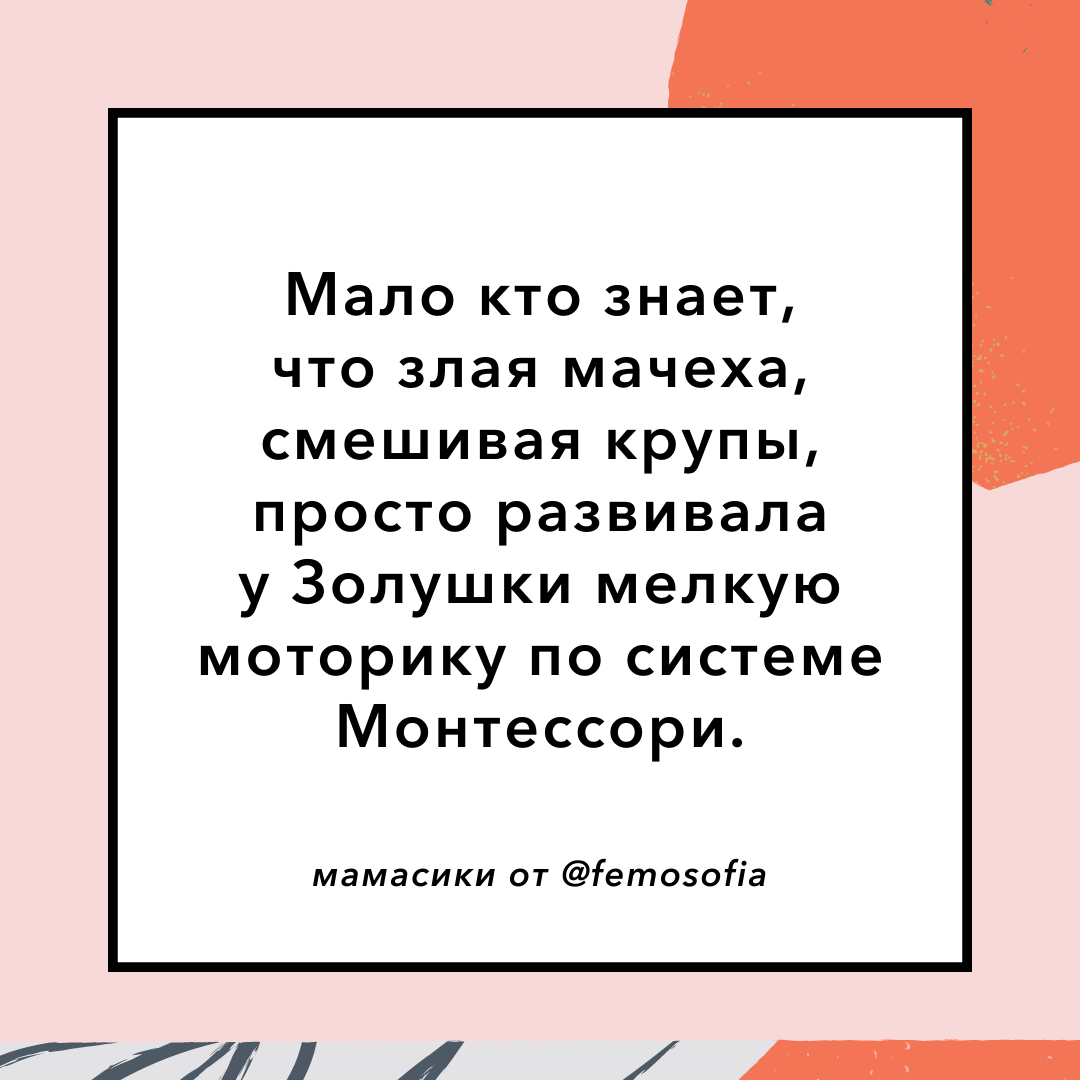 Мало кто знает,
что злая мачеха,
смешивая крупы,
просто развивала
у Золушки мелкую
моторику по системе
Монтессори.
мамасики от @femosofia